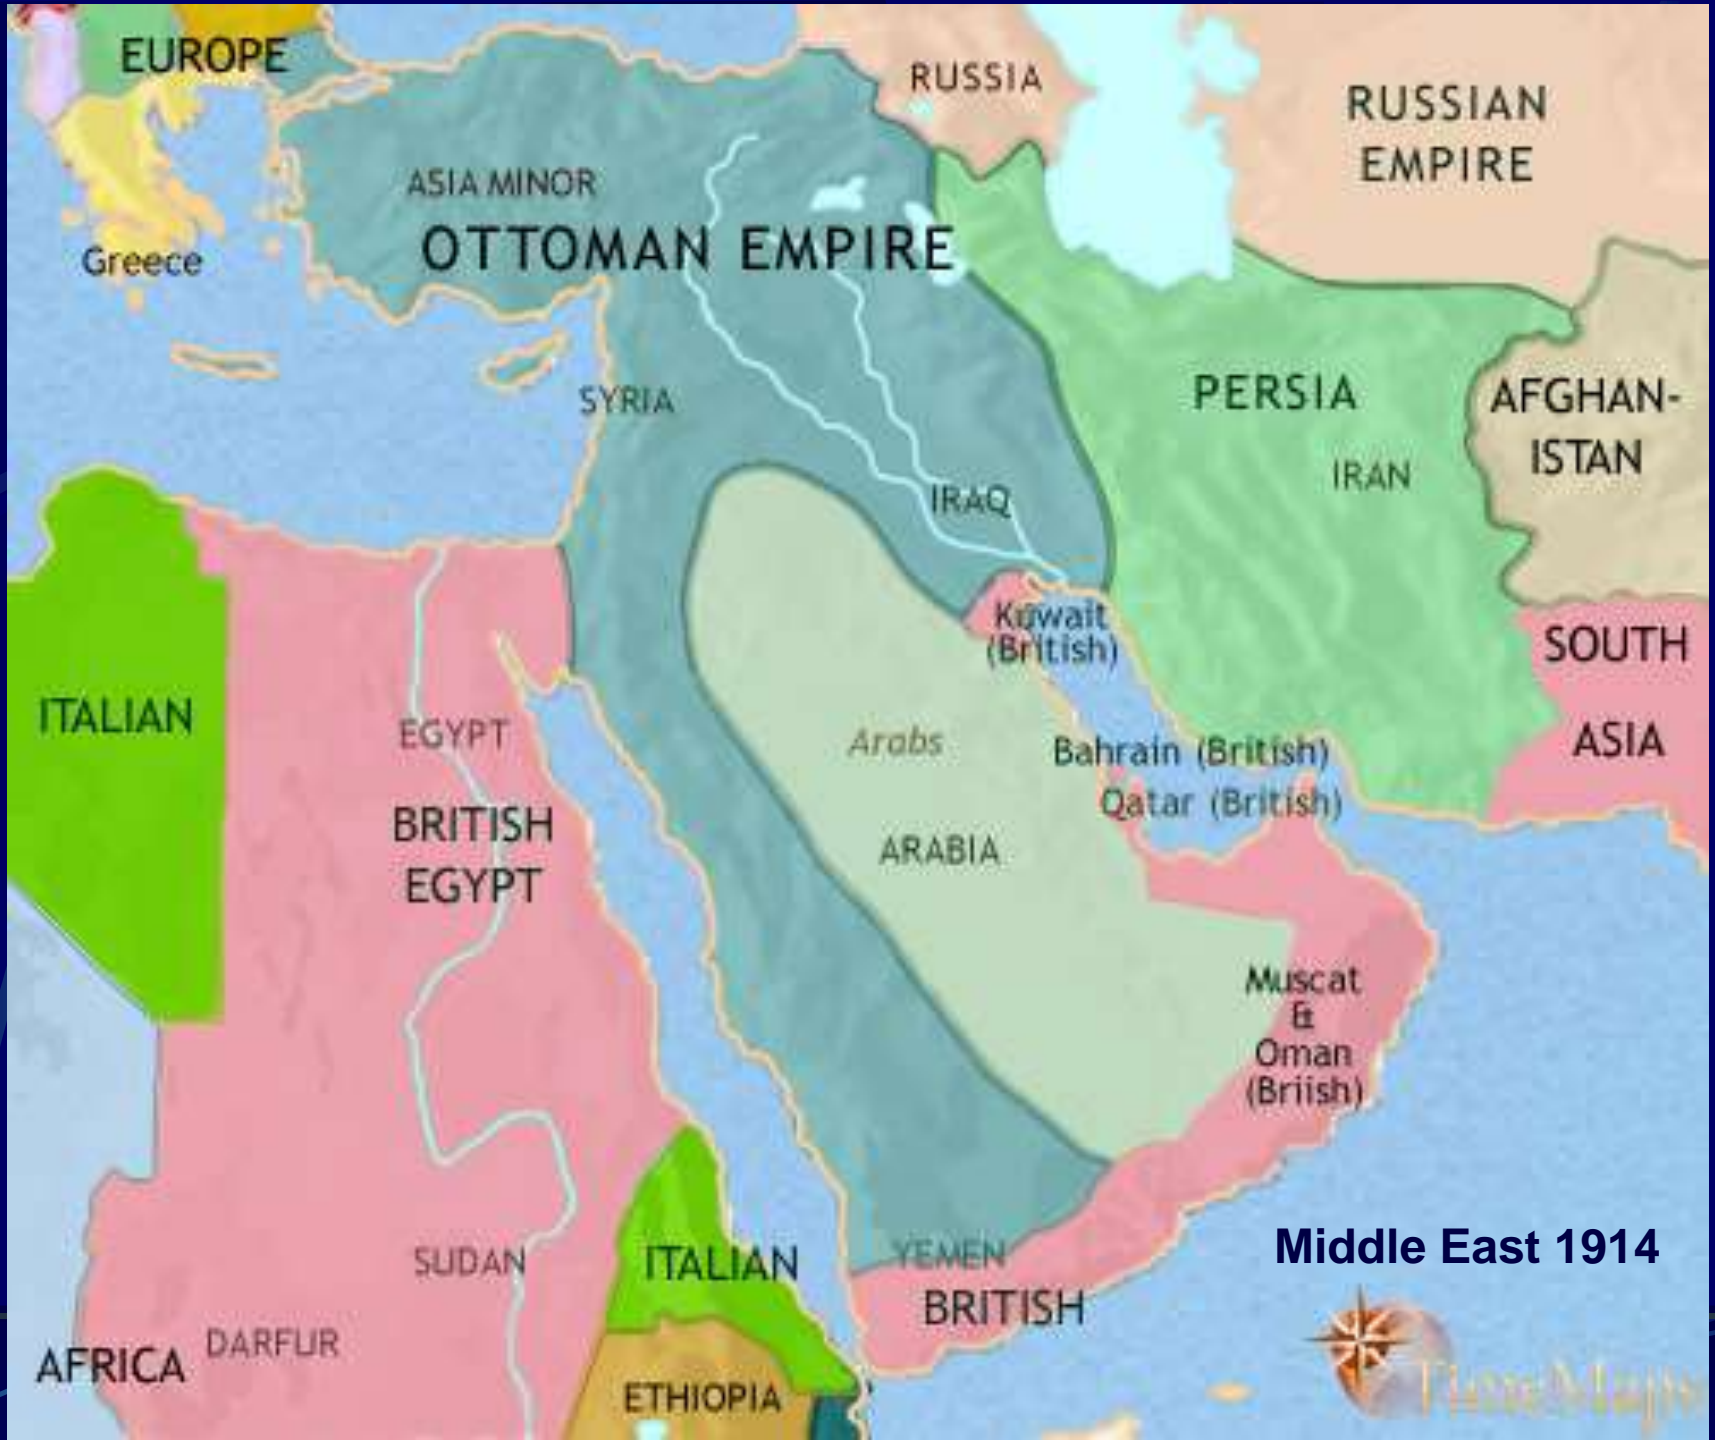 EUROPE
RUSSIA
RUSSIAN
EMPIRE
ASIA MINOR
OTTOMAN EMPIRE
Greece
SYRIA
PERSIA
AFGHAN-
ISTAN
IRAN
IRAQ
Kuwait
(British)
SOUTH
ASIA
ITALIAN
EGYPT
BRITISH
EGYPT
Arabs
Bahrain (British)
Qatar (British)
ARABIA
Muscat
&
Oman
(Briish)
SUDAN
ITALIAN
YEMEN
BRITISH
Middle East 1914
AFRICA
DARFUR
ETHIOPIA
TimeMaps